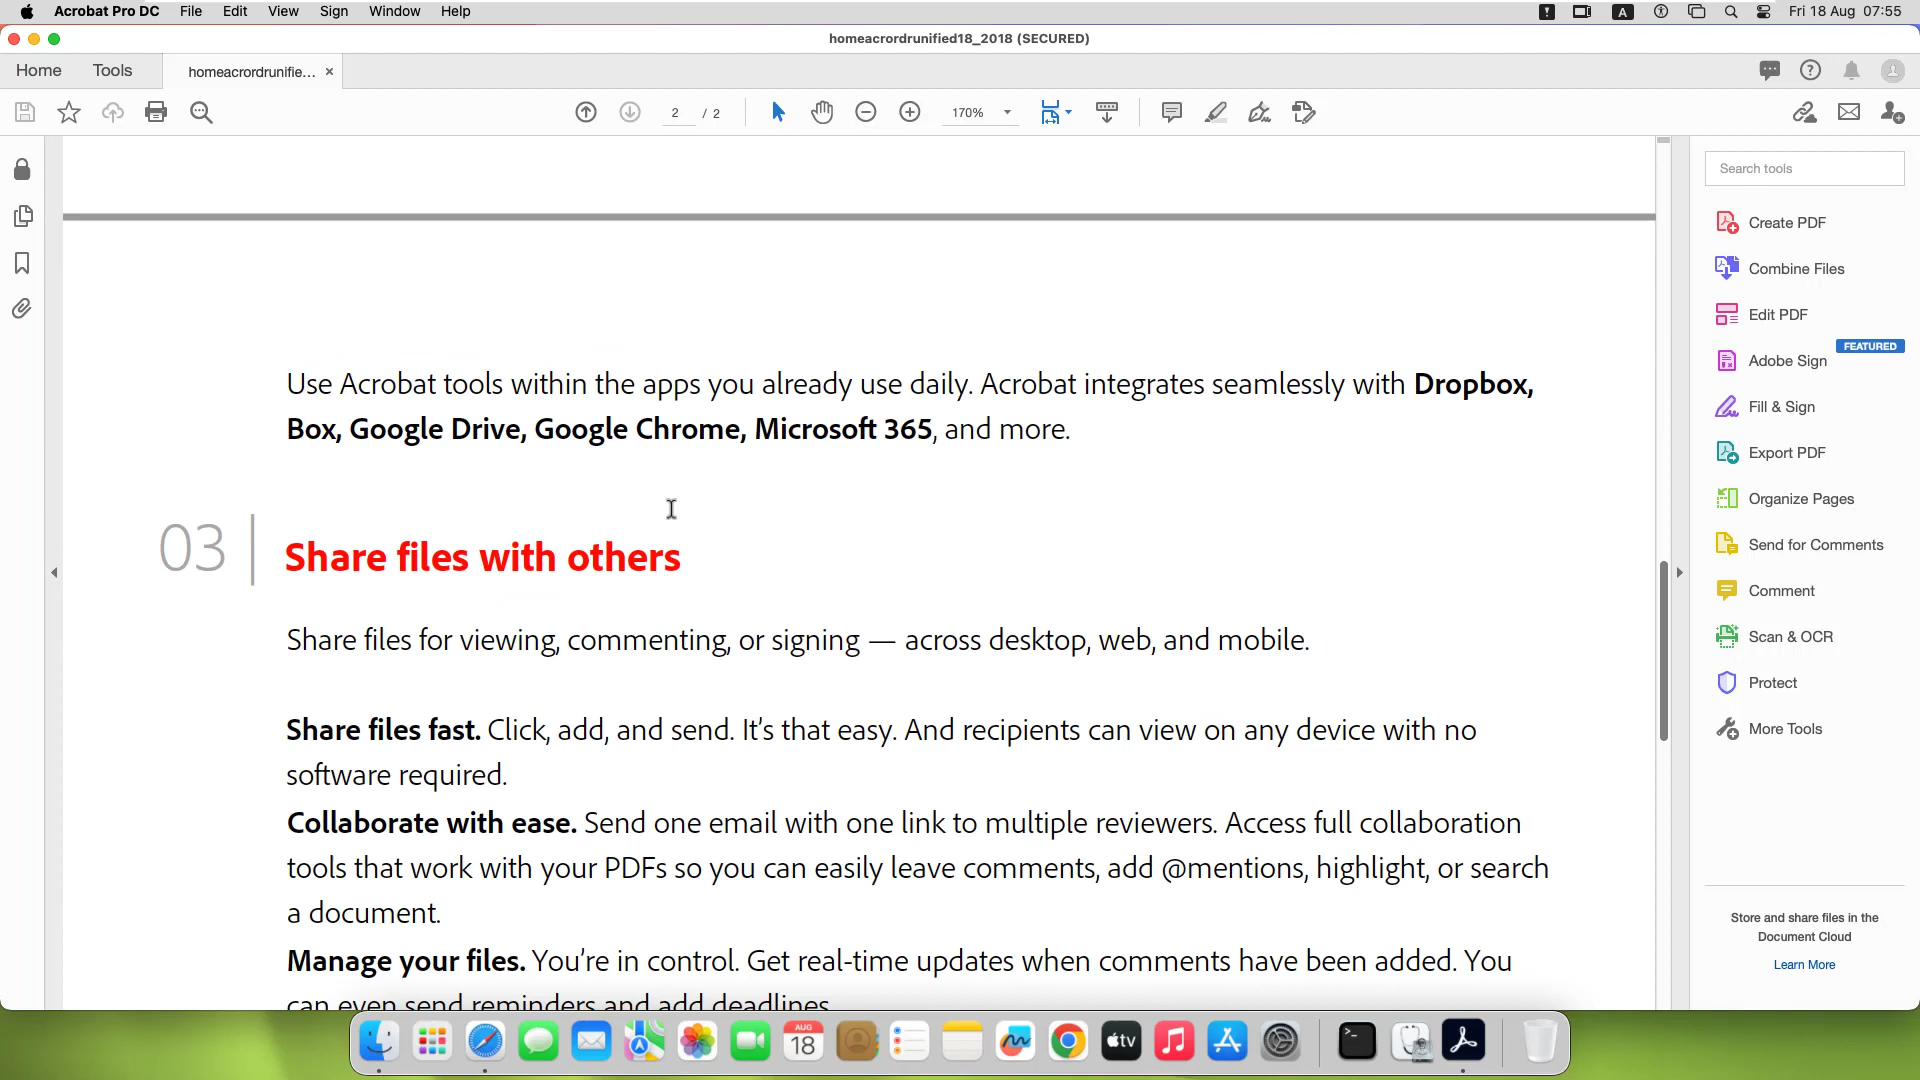 Acrobat Pro DC File Edit View Sign Window Help
A Fri 18 Aug 07:55
homeacrordrunified18_2018 (SECURED)
Home Tools homeacrordrunifie... ×
2 / 2 170%
Search tools
Create PDF
Combine Files
Edit PDF
FEATURED
Adobe Sign
Fill & Sign
Export PDF
Organize Pages
Send for Comments
Comment
Scan & OCR
Protect
More Tools
Store and share files in the
Document Cloud
Learn More
Use Acrobat tools within the apps you already use daily. Acrobat integrates seamlessly with Dropbox,
Box, Google Drive, Google Chrome, Microsoft 365, and more.
03 Share files with others
Share files for viewing, commenting, or signing — across desktop, web, and mobile.
Share files fast. Click, add, and send. It’s that easy. And recipients can view on any device with no
software required.
Collaborate with ease. Send one email with one link to multiple reviewers. Access full collaboration
tools that work with your PDFs so you can easily leave comments, add @mentions, highlight, or search
a document.
Manage your files. You’re in control. Get real-time updates when comments have been added. You
can even send reminders and add deadlines.
AUG
18
tv